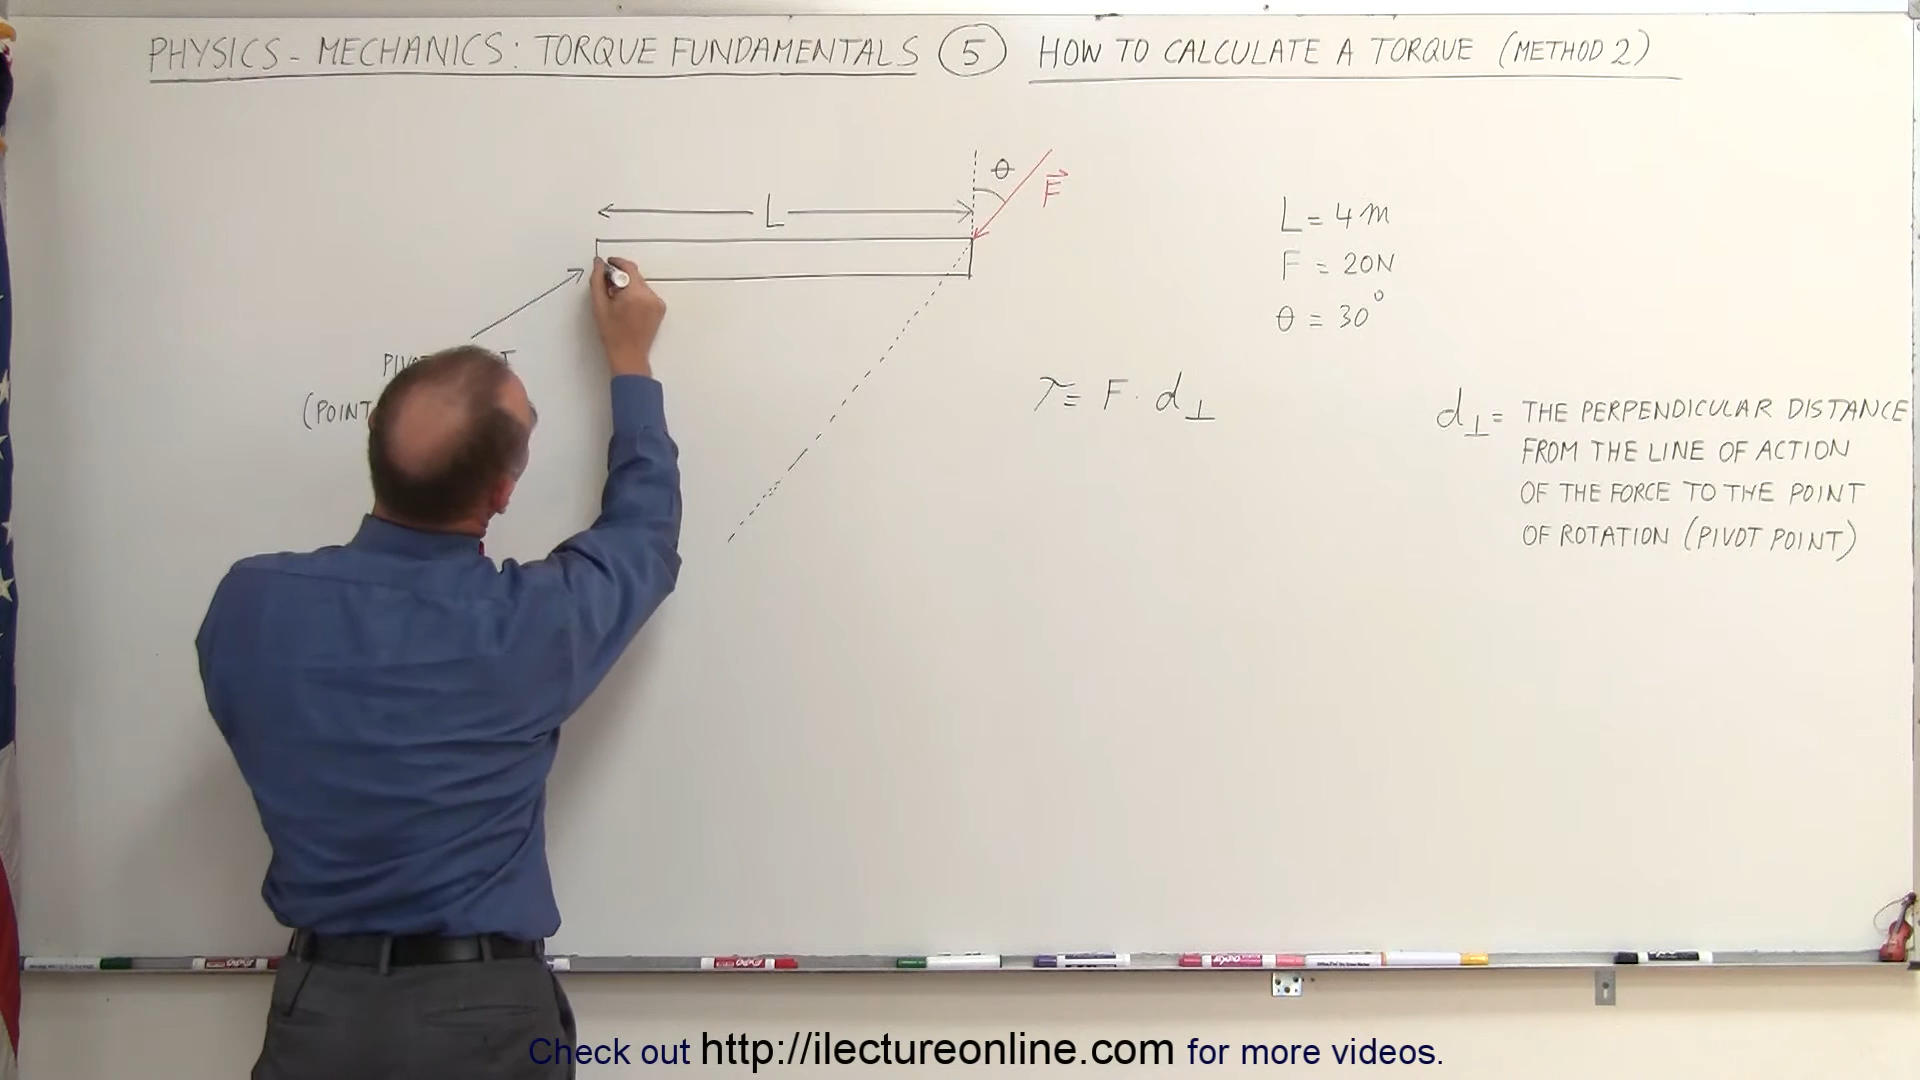 PHYSICS - MECHANICS: TORQUE FUNDAMENTALS (5) HOW TO CALCULATE A TORQUE (METHOD 2)
θ
F⃗
L
L = 4 m
F = 20N
θ = 30°
(POINT
τ = F · d⊥
d⊥ = THE PERPENDICULAR DISTANCE
FROM THE LINE OF ACTION
OF THE FORCE TO THE POINT
OF ROTATION (PIVOT POINT)
EXPO
Check out http://ilectureonline.com for more videos.